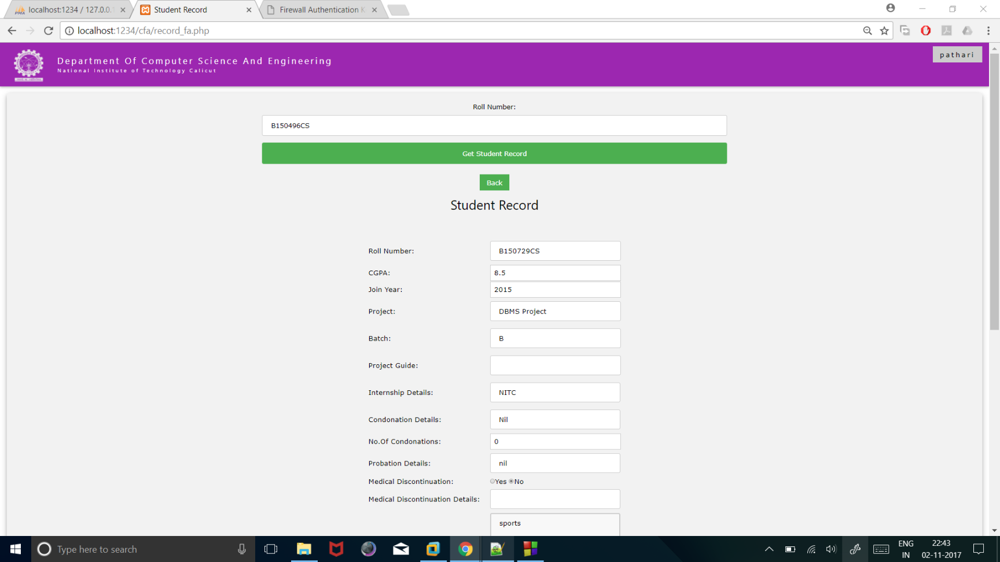 localhost:1234 / 127.0.0.1
Student Record
Firewall Authentication K
localhost:1234/cfa/record_fa.php
Department Of Computer Science And Engineering
National Institute of Technology Calicut
pathari
Roll Number:
B150496CS
Get Student Record
Back
Student Record
Roll Number: B150729CS
CGPA: 8.5
Join Year: 2015
Project: DBMS Project
Batch: B
Project Guide:
Internship Details: NITC
Condonation Details: Nil
No.Of Condonations: 0
Probation Details: nil
Medical Discontinuation: Yes No
Medical Discontinuation Details:
sports
Type here to search
ENG
IN
22:43
02-11-2017